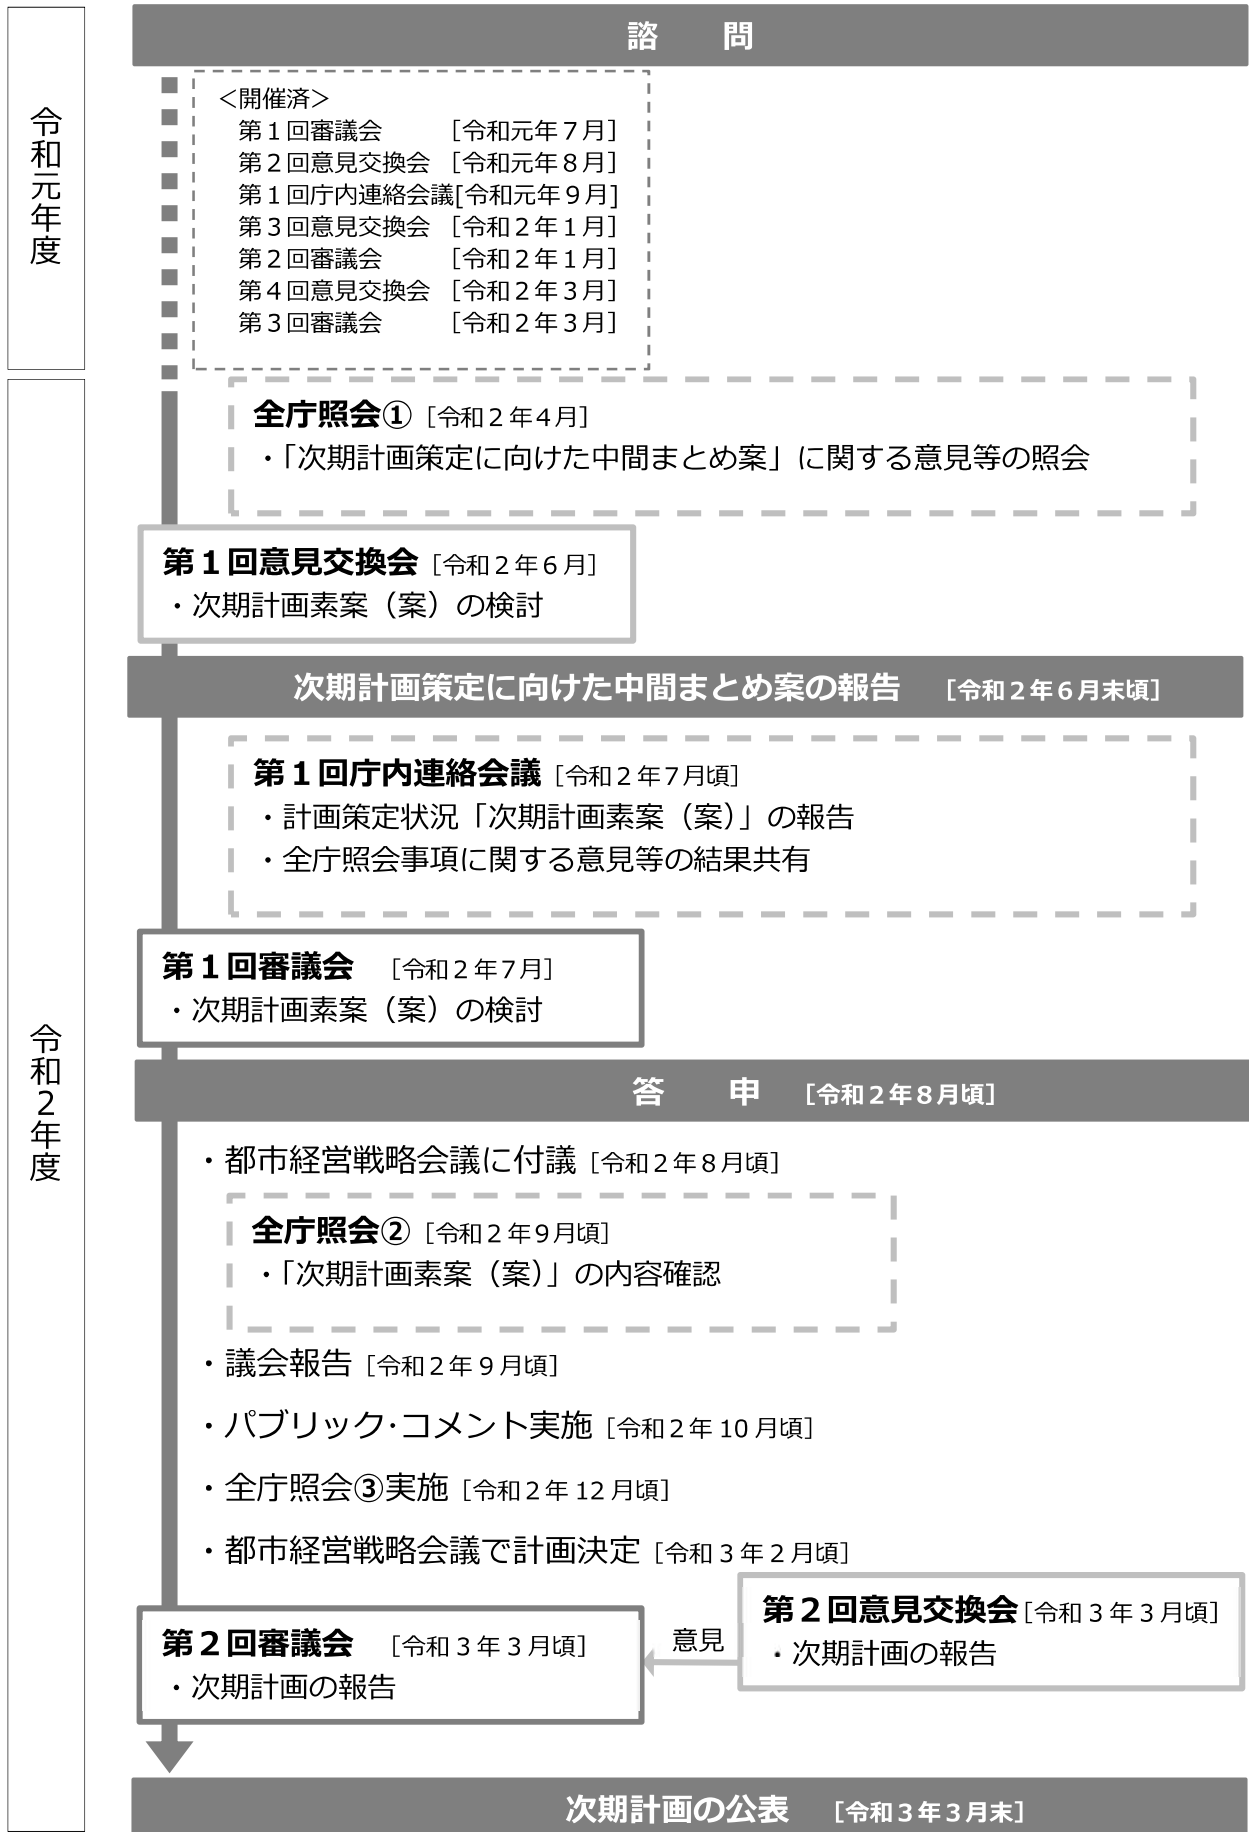 諮　問
令和元年度
＜開催済＞
第１回審議会　［令和元年７月］
第２回意見交換会　［令和元年８月］
第１回庁内連絡会議[令和元年９月]
第３回意見交換会　［令和２年１月］
第２回審議会　［令和２年１月］
第４回意見交換会　［令和２年３月］
第３回審議会　［令和２年３月］
令和２年度
全庁照会①［令和２年4月］
・「次期計画策定に向けた中間まとめ案」に関する意見等の照会
第１回意見交換会［令和２年６月］
・次期計画素案（案）の検討
次期計画策定に向けた中間まとめ案の報告　［令和２年６月末頃］
第１回庁内連絡会議［令和２年7月頃］
・計画策定状況「次期計画素案（案）」の報告
・全庁照会事項に関する意見等の結果共有
第１回審議会　［令和２年7月］
・次期計画素案（案）の検討
答　申　［令和２年８月頃］
・都市経営戦略会議に付議［令和２年８月頃］
全庁照会②［令和２年９月頃］
・「次期計画素案（案）」の内容確認
・議会報告［令和２年９月頃］
・パブリック・コメント実施［令和２年 10 月頃］
・全庁照会③実施［令和２年 12 月頃］
・都市経営戦略会議で計画決定［令和３年２月頃］
第２回意見交換会［令和３年３月頃］
・次期計画の報告
意見
第２回審議会　［令和３年３月頃］
・次期計画の報告
次期計画の公表　［令和３年３月末］